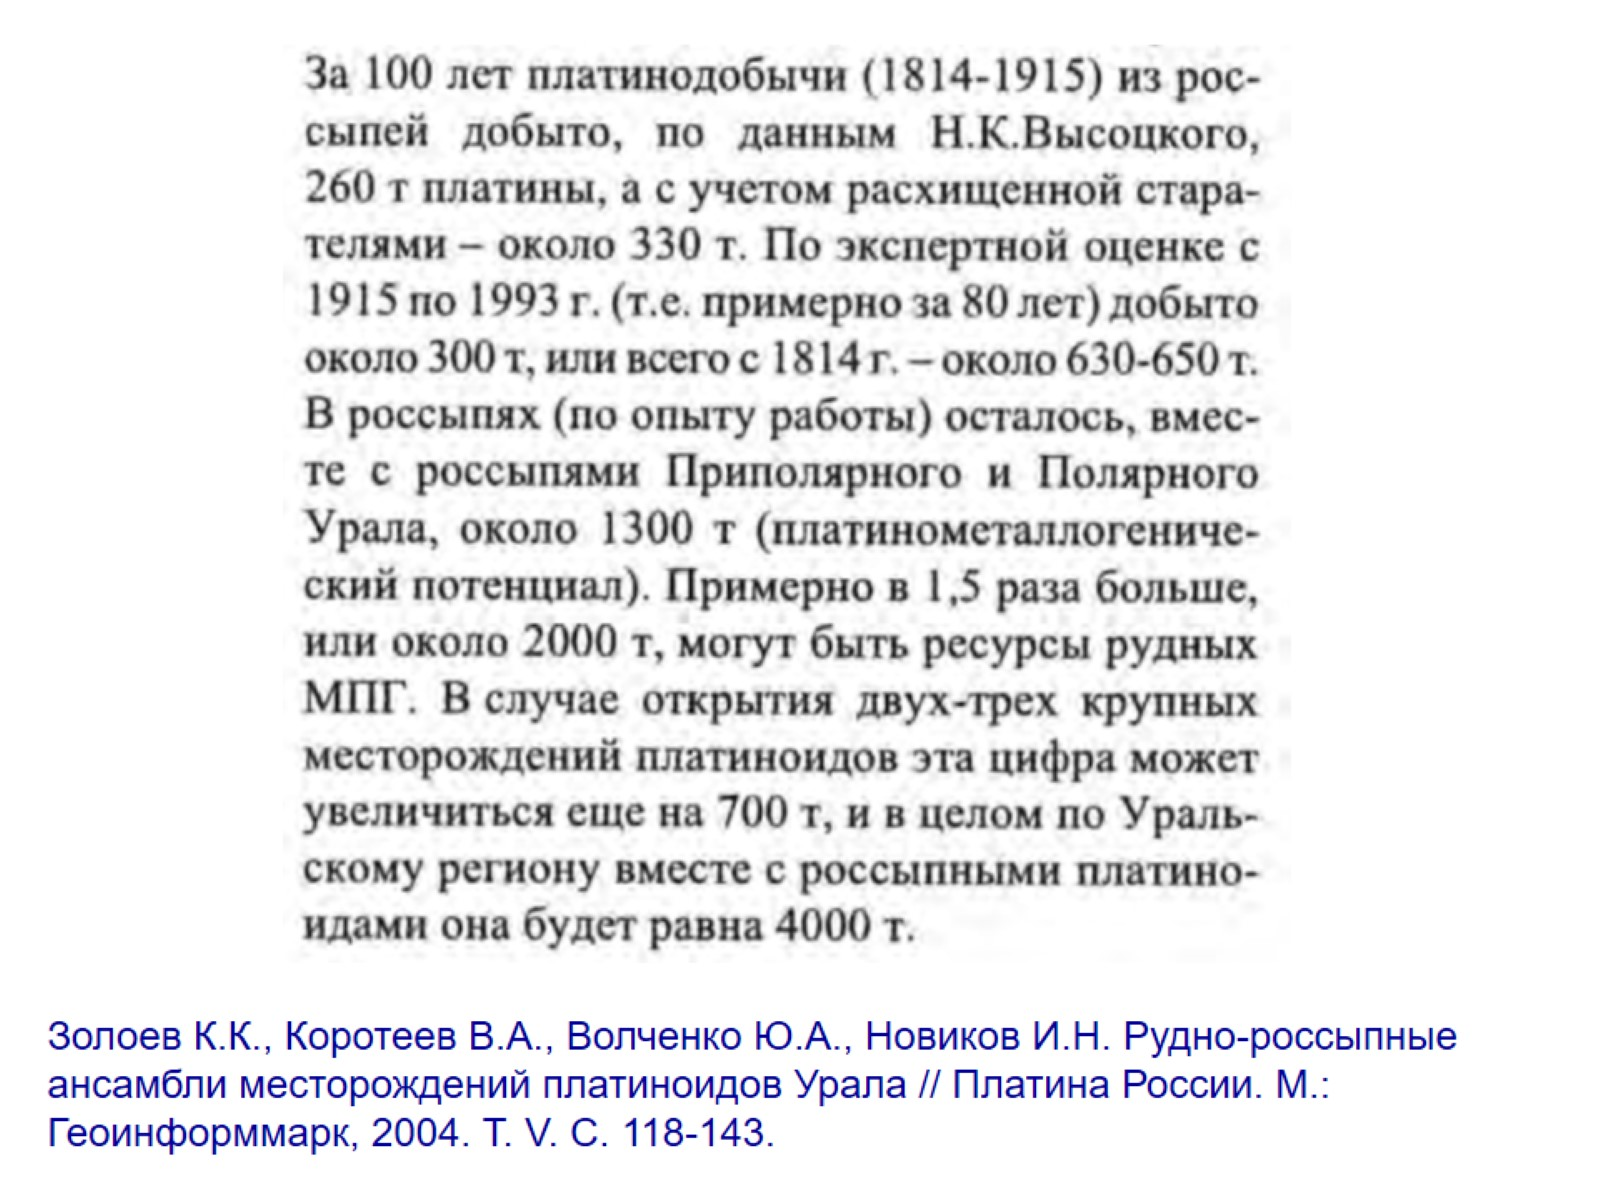 За 100 лет платинодобычи (1814-1915) из рос-
сыпей добыто, по данным Н.К.Высоцкого,
260 т платины, а с учетом расхищенной стара-
телями – около 330 т. По экспертной оценке с
1915 по 1993 г. (т.е. примерно за 80 лет) добыто
около 300 т, или всего с 1814 г. – около 630-650 т.
В россыпях (по опыту работы) осталось, вмес-
те с россыпями Приполярного и Полярного
Урала, около 1300 т (платинометаллогениче-
ский потенциал). Примерно в 1,5 раза больше,
или около 2000 т, могут быть ресурсы рудных
МПГ. В случае открытия двух-трех крупных
месторождений платиноидов эта цифра может
увеличиться еще на 700 т, и в целом по Ураль-
скому региону вместе с россыпными платино-
идами она будет равна 4000 т.
Золоев К.К., Коротеев В.А., Волченко Ю.А., Новиков И.Н. Рудно-россыпные
ансамбли месторождений платиноидов Урала // Платина России. М.:
Геоинформмарк, 2004. Т. V. С. 118-143.